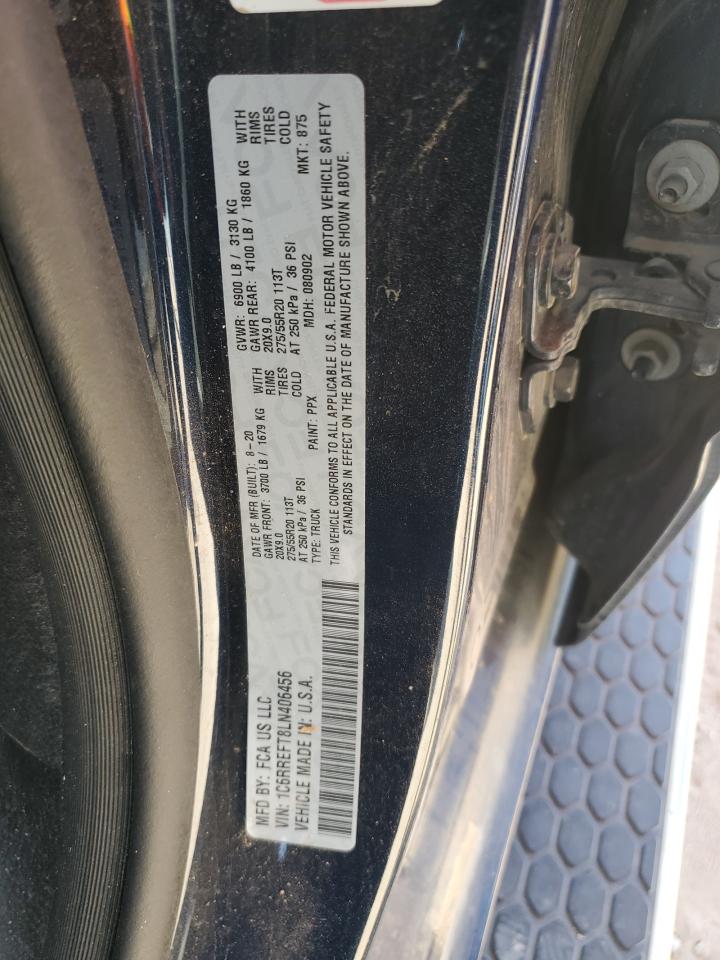 MFD BY: FCA US LLC
VIN: 1C6RREFT8LN406456
VEHICLE MADE IN: U.S.A.
DATE OF MFR (BUILT): 8-20 GVWR: 6900 LB / 3130 KG
GAWR FRONT: 3700 LB / 1679 KG WITH GAWR REAR: 4100 LB / 1860 KG WITH
20X9.0 RIMS 20X9.0 RIMS
275/55R20 113T TIRES 275/55R20 113T TIRES
AT 250 kPa / 36 PSI COLD AT 250 kPa / 36 PSI COLD
TYPE: TRUCK PAINT: PPX MDH: 080902 MKT: 875
THIS VEHICLE CONFORMS TO ALL APPLICABLE U.S.A. FEDERAL MOTOR VEHICLE SAFETY
STANDARDS IN EFFECT ON THE DATE OF MANUFACTURE SHOWN ABOVE.